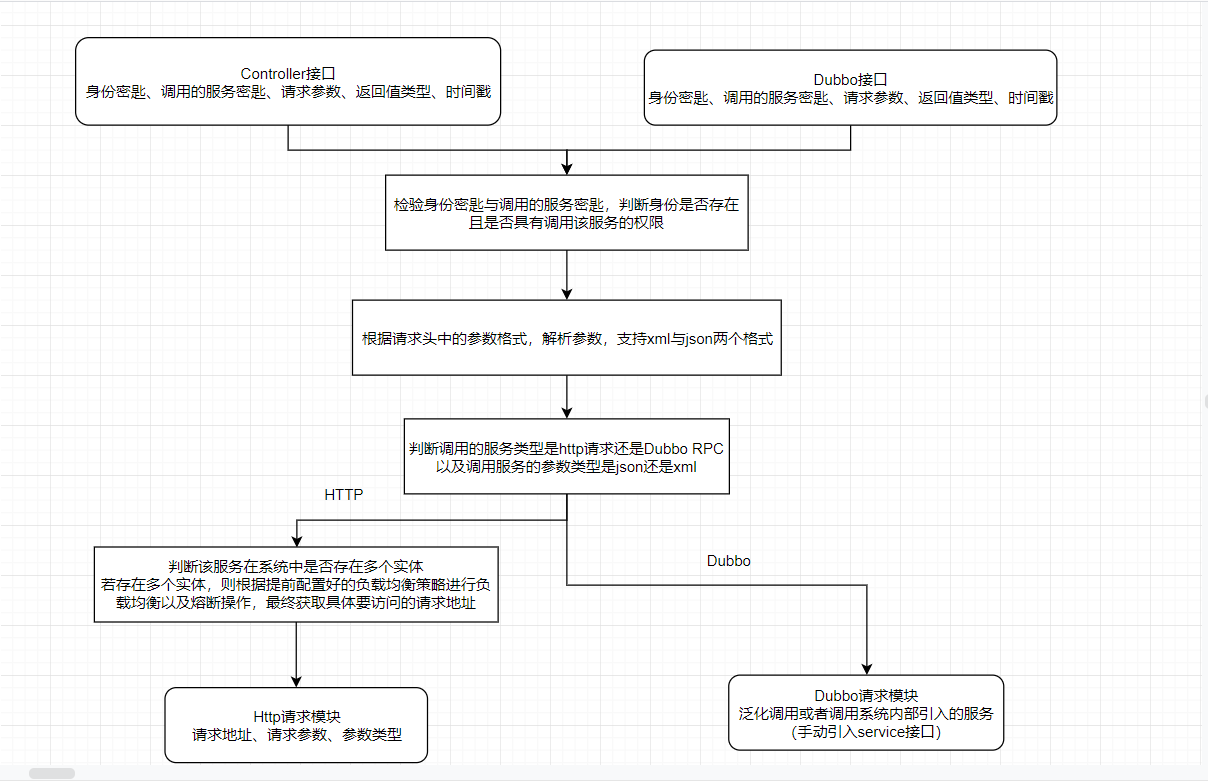 Controller接口
身份密匙、调用的服务密匙、请求参数、返回值类型、时间戳
Dubbo接口
身份密匙、调用的服务密匙、请求参数、返回值类型、时间戳
检验身份密匙与调用的服务密匙，判断身份是否存在
且是否具有调用该服务的权限
根据请求头中的参数格式，解析参数，支持xml与json两个格式
判断调用的服务类型是http请求还是Dubbo RPC
以及调用服务的参数类型是json还是xml
HTTP
Dubbo
判断该服务在系统中是否存在多个实体
若存在多个实体，则根据提前配置好的负载均衡策略进行负
载均衡以及熔断操作，最终获取具体要访问的请求地址
Http请求模块
请求地址、请求参数、参数类型
Dubbo请求模块
泛化调用或者调用系统内部引入的服务
（手动引入service接口）